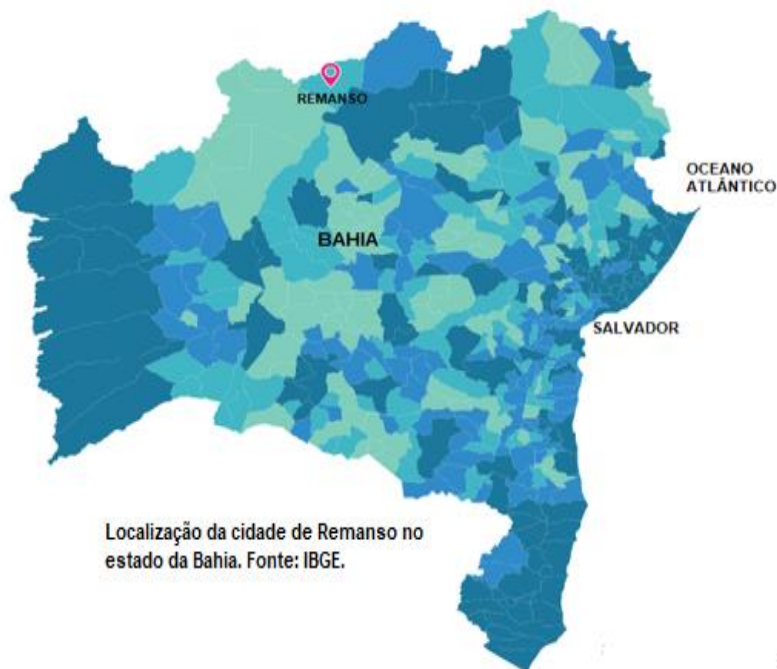 REMANSO
OCEANO
ATLÂNTICO
BAHIA
SALVADOR
Localização da cidade de Remanso no
estado da Bahia. Fonte: IBGE.